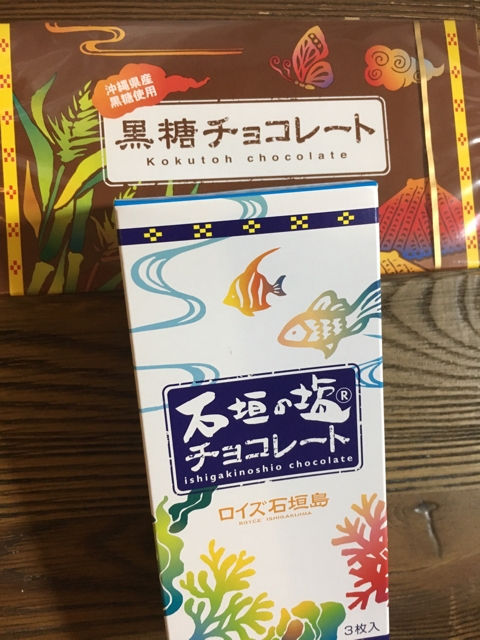 沖縄県産
黒糖使用
黒糖チョコレート
Kokutoh chocolate
石垣の塩®
チョコレート
ishigakinoshio chocolate
ロイズ石垣島
ROYCE' ISHIGAKIJIMA
3枚入